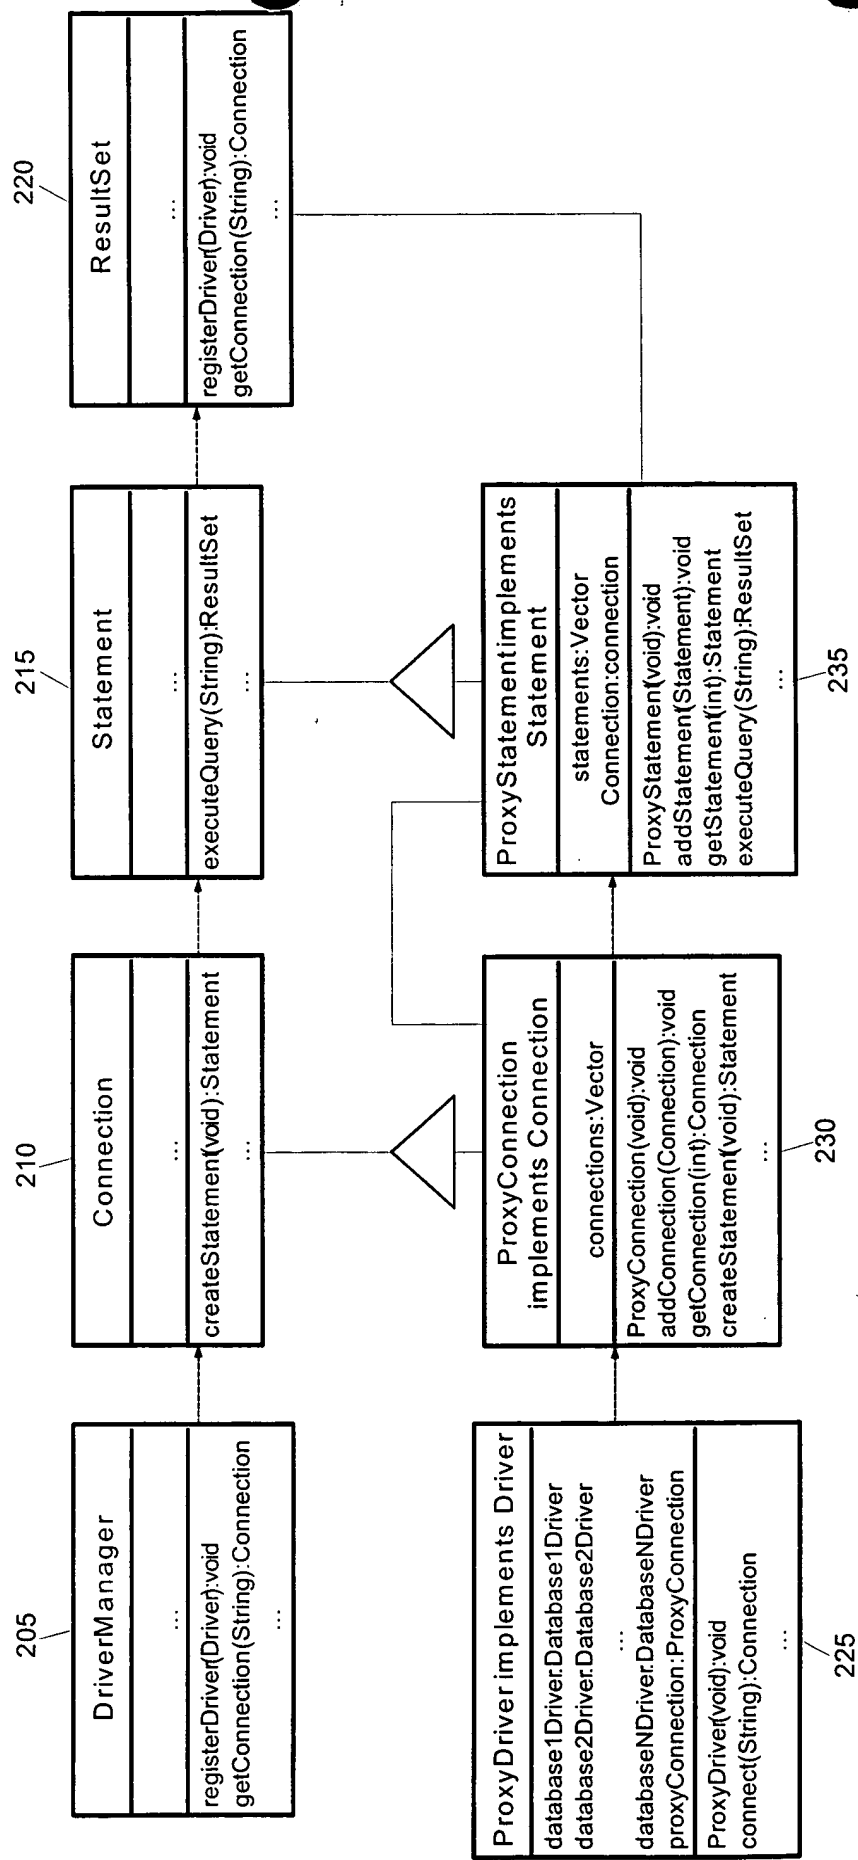 205
DriverManager
...
registerDriver(Driver):void
getConnection(String):Connection
...
210
Connection
...
createStatement(void):Statement
...
215
Statement
...
executeQuery(String):ResultSet
...
220
ResultSet
...
registerDriver(Driver):void
getConnection(String):Connection
...
ProxyDriver implements Driver
database1Driver.Database1Driver
database2Driver.Database2Driver
...
databaseNDriver.DatabaseNDriver
proxyConnection:ProxyConnection
ProxyDriver(void):void
connect(String):Connection
...
225
ProxyConnection
implements Connection
connections:Vector
ProxyConnection(void):void
addConnection(Connection):void
getConnection(int):Connection
createStatement(void):Statement
...
230
ProxyStatementimplements
Statement
statements:Vector
Connection:connection
ProxyStatement(void):void
addStatement(Statement):void
getStatement(int):Statement
executeQuery(String):ResultSet
...
235